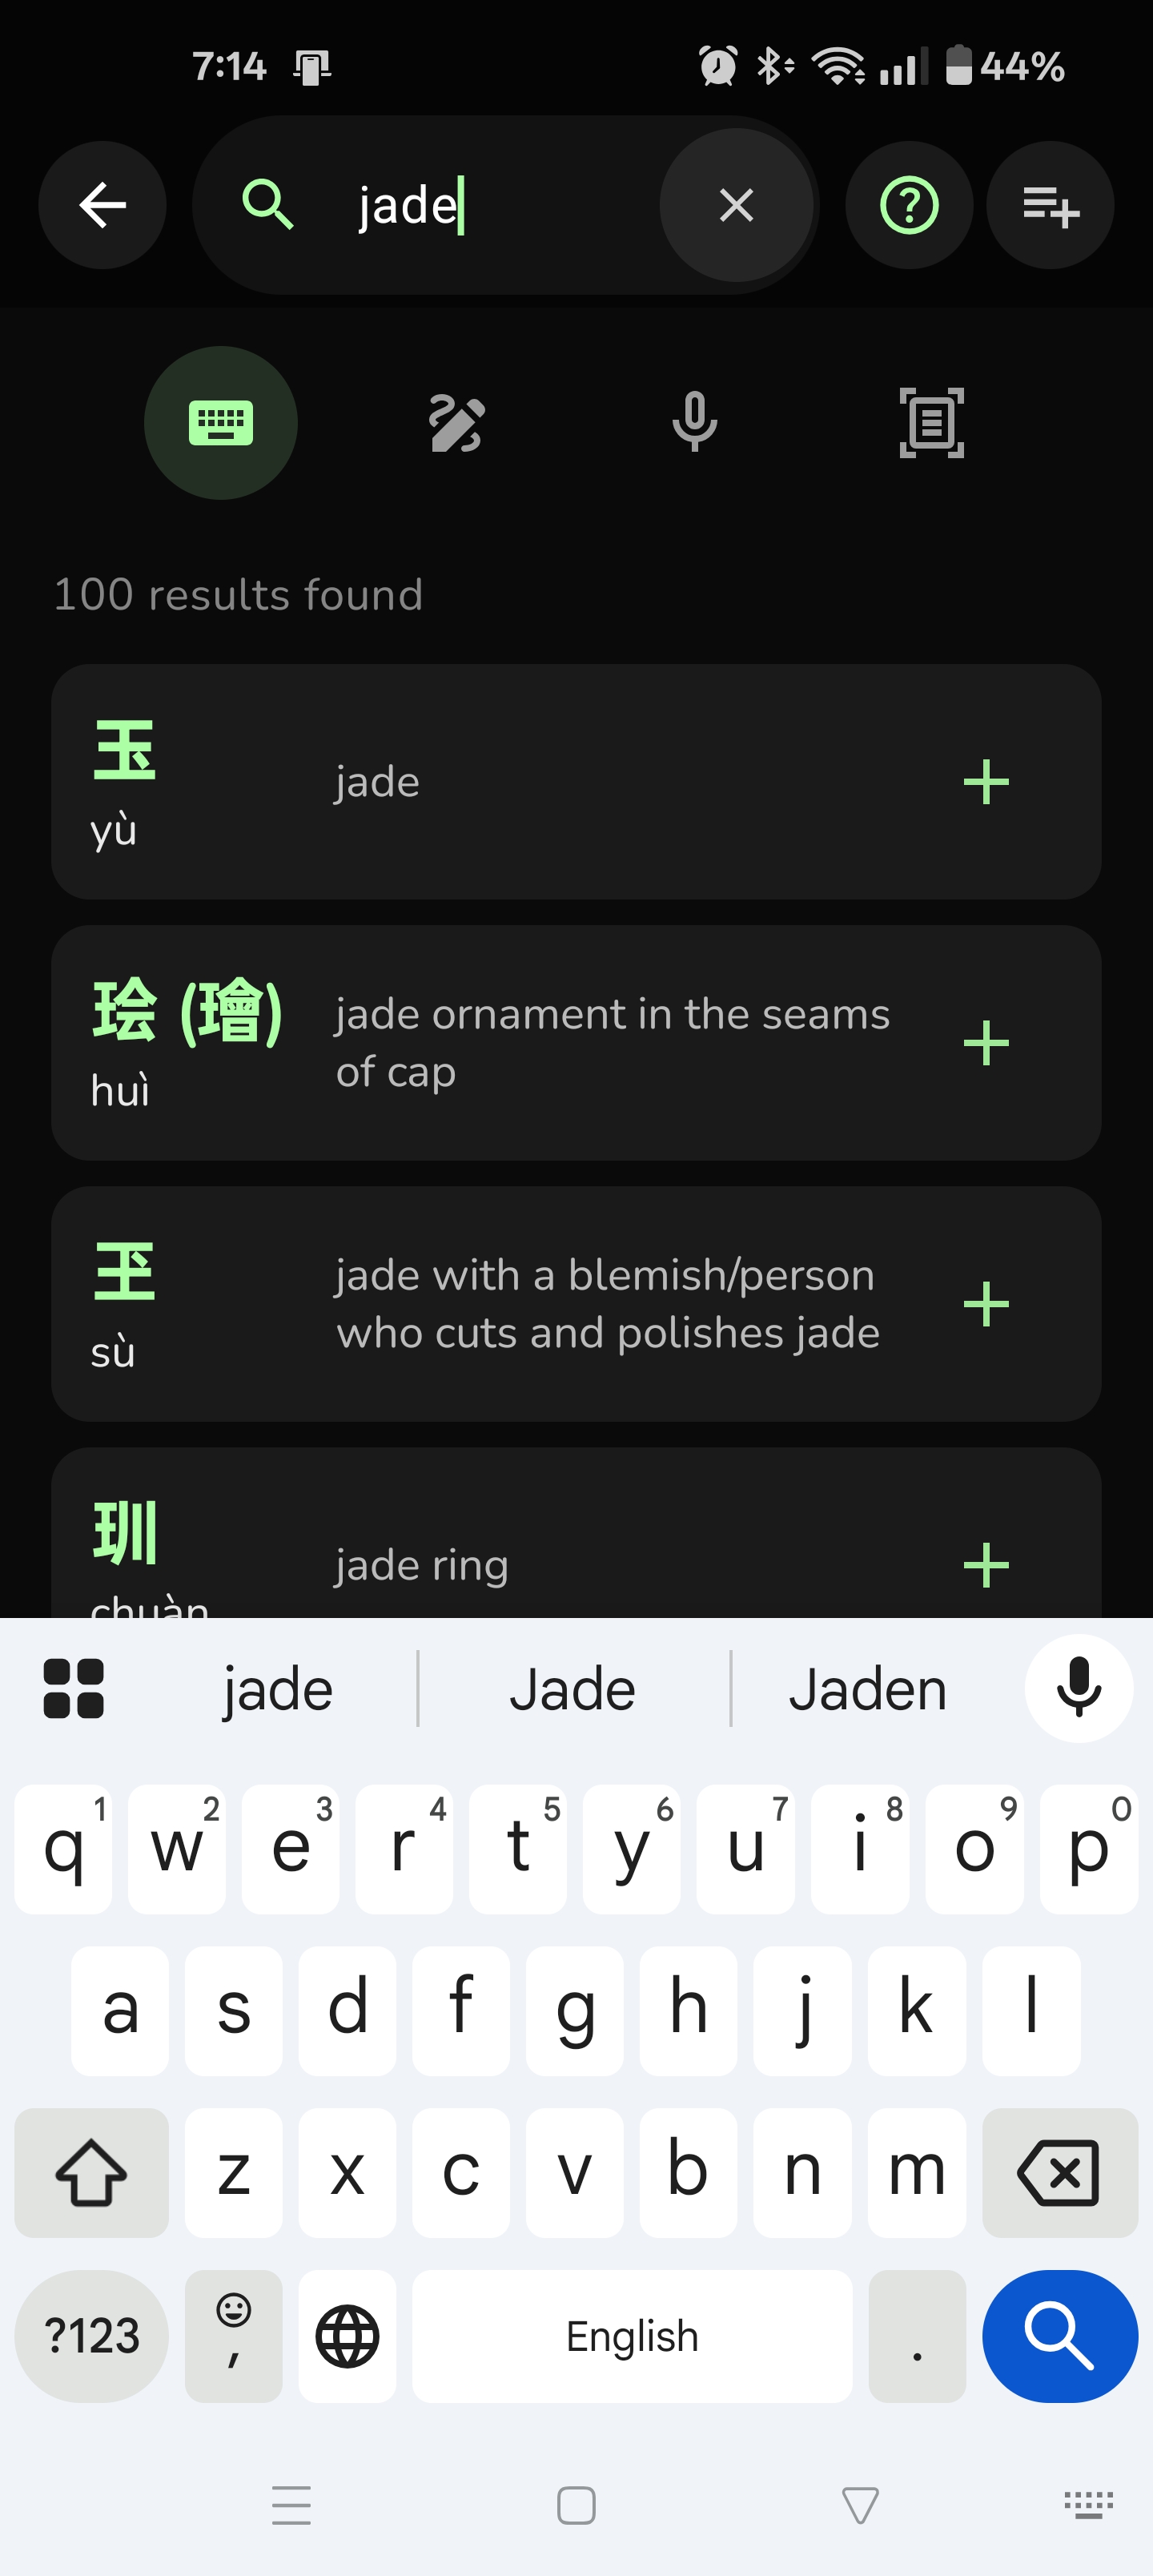 7:14 44%
jade
100 results found
玉
yù
jade
璯 (璯)
huì
jade ornament in the seams
of cap
玊
sù
jade with a blemish/person
who cuts and polishes jade
玔
chuàn
jade ring
jade Jade Jaden
q1 w2 e3 r4 t5 y6 u7 i8 o9 p0
a s d f g h j k l
z x c v b n m
?123 , English .